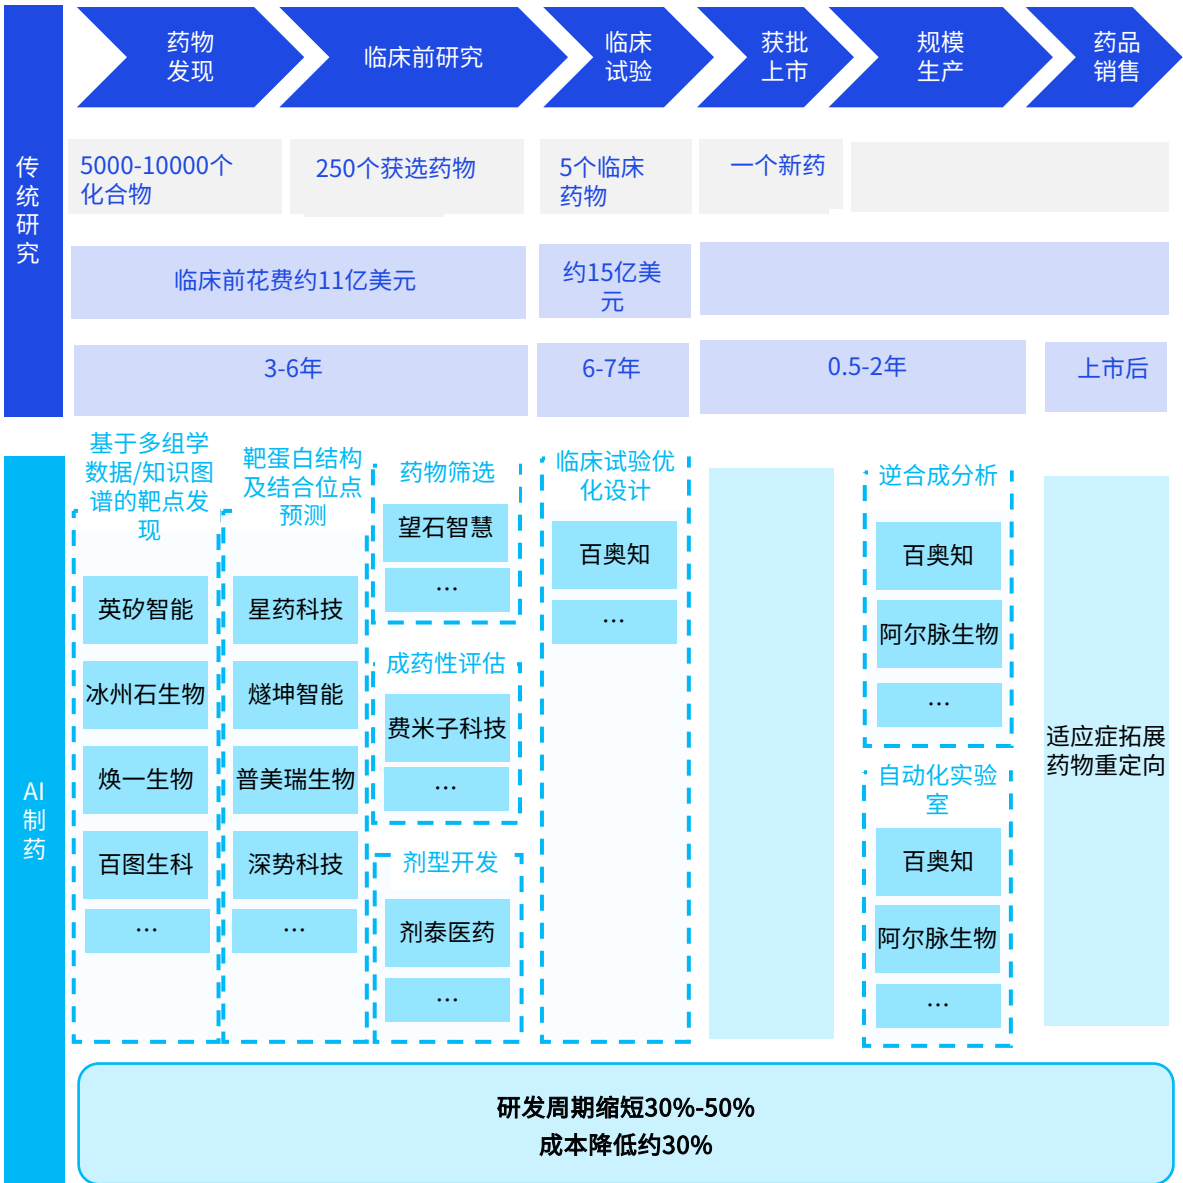 药物
发现
临床前研究
临床
试验
获批
上市
规模
生产
药品
销售
传
统
研
究
5000-10000个
化合物
250个获选药物
5个临床
药物
一个新药
临床前花费约11亿美元
约15亿美
元
3-6年
6-7年
0.5-2年
上市后
AI
制
药
基于多组学
数据/知识图
谱的靶点发
现
英矽智能
冰州石生物
焕一生物
百图生科
...
靶蛋白结构
及结合位点
预测
星药科技
燧坤智能
普美瑞生物
深势科技
...
药物筛选
望石智慧
...
成药性评估
费米子科技
...
剂型开发
剂泰医药
...
临床试验优
化设计
百奥知
...
逆合成分析
百奥知
阿尔脉生物
...
自动化实验
室
百奥知
阿尔脉生物
...
适应症拓展
药物重定向
研发周期缩短30%-50%
成本降低约30%